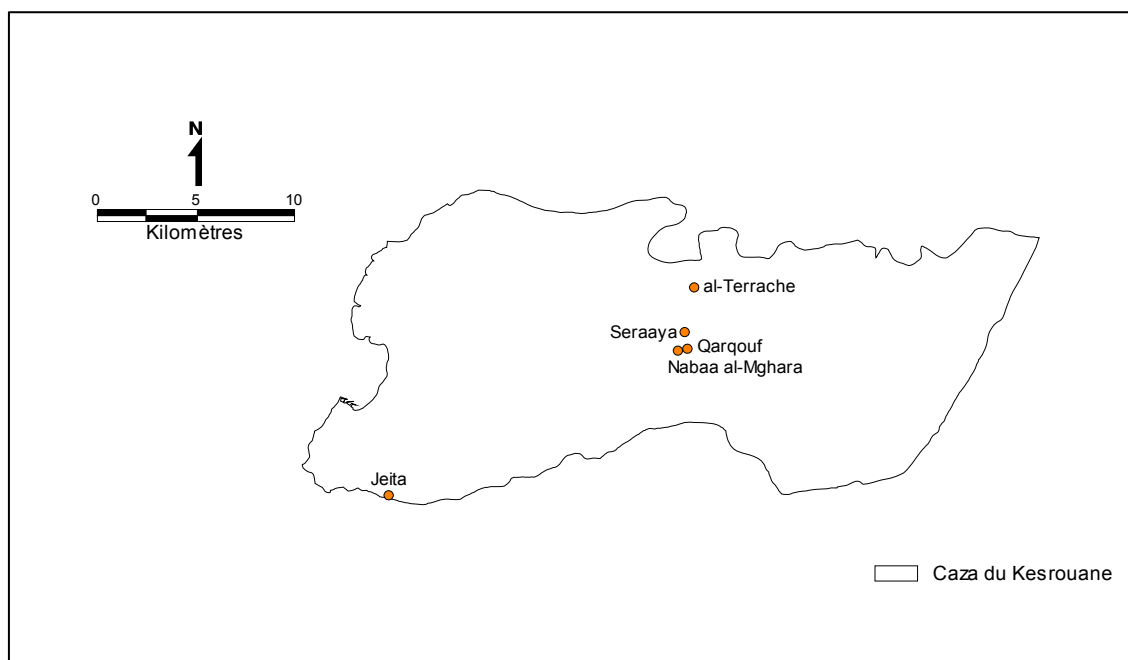 N
0 5 10
Kilomètres
al-Terrache
Seraaya
Qarqouf
Nabaa al-Mghara
Jeita
Caza du Kesrouane